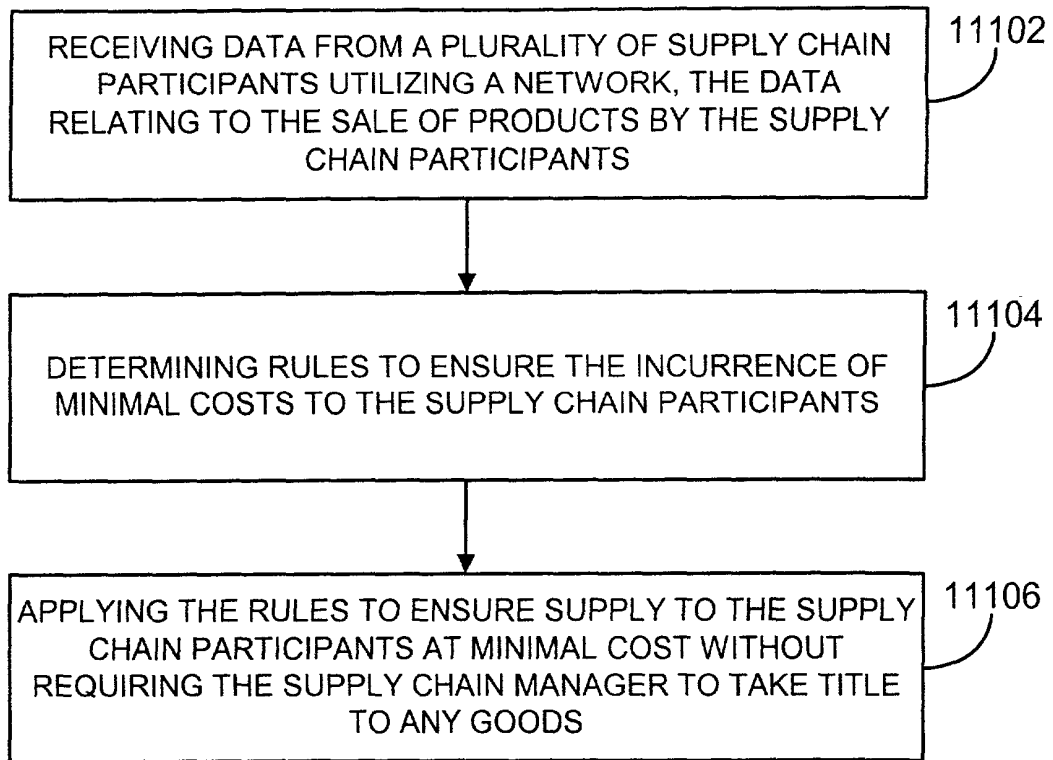 RECEIVING DATA FROM A PLURALITY OF SUPPLY CHAIN
PARTICIPANTS UTILIZING A NETWORK, THE DATA
RELATING TO THE SALE OF PRODUCTS BY THE SUPPLY
CHAIN PARTICIPANTS
11102
DETERMINING RULES TO ENSURE THE INCURRENCE OF
MINIMAL COSTS TO THE SUPPLY CHAIN PARTICIPANTS
11104
APPLYING THE RULES TO ENSURE SUPPLY TO THE SUPPLY
CHAIN PARTICIPANTS AT MINIMAL COST WITHOUT
REQUIRING THE SUPPLY CHAIN MANAGER TO TAKE TITLE
TO ANY GOODS
11106